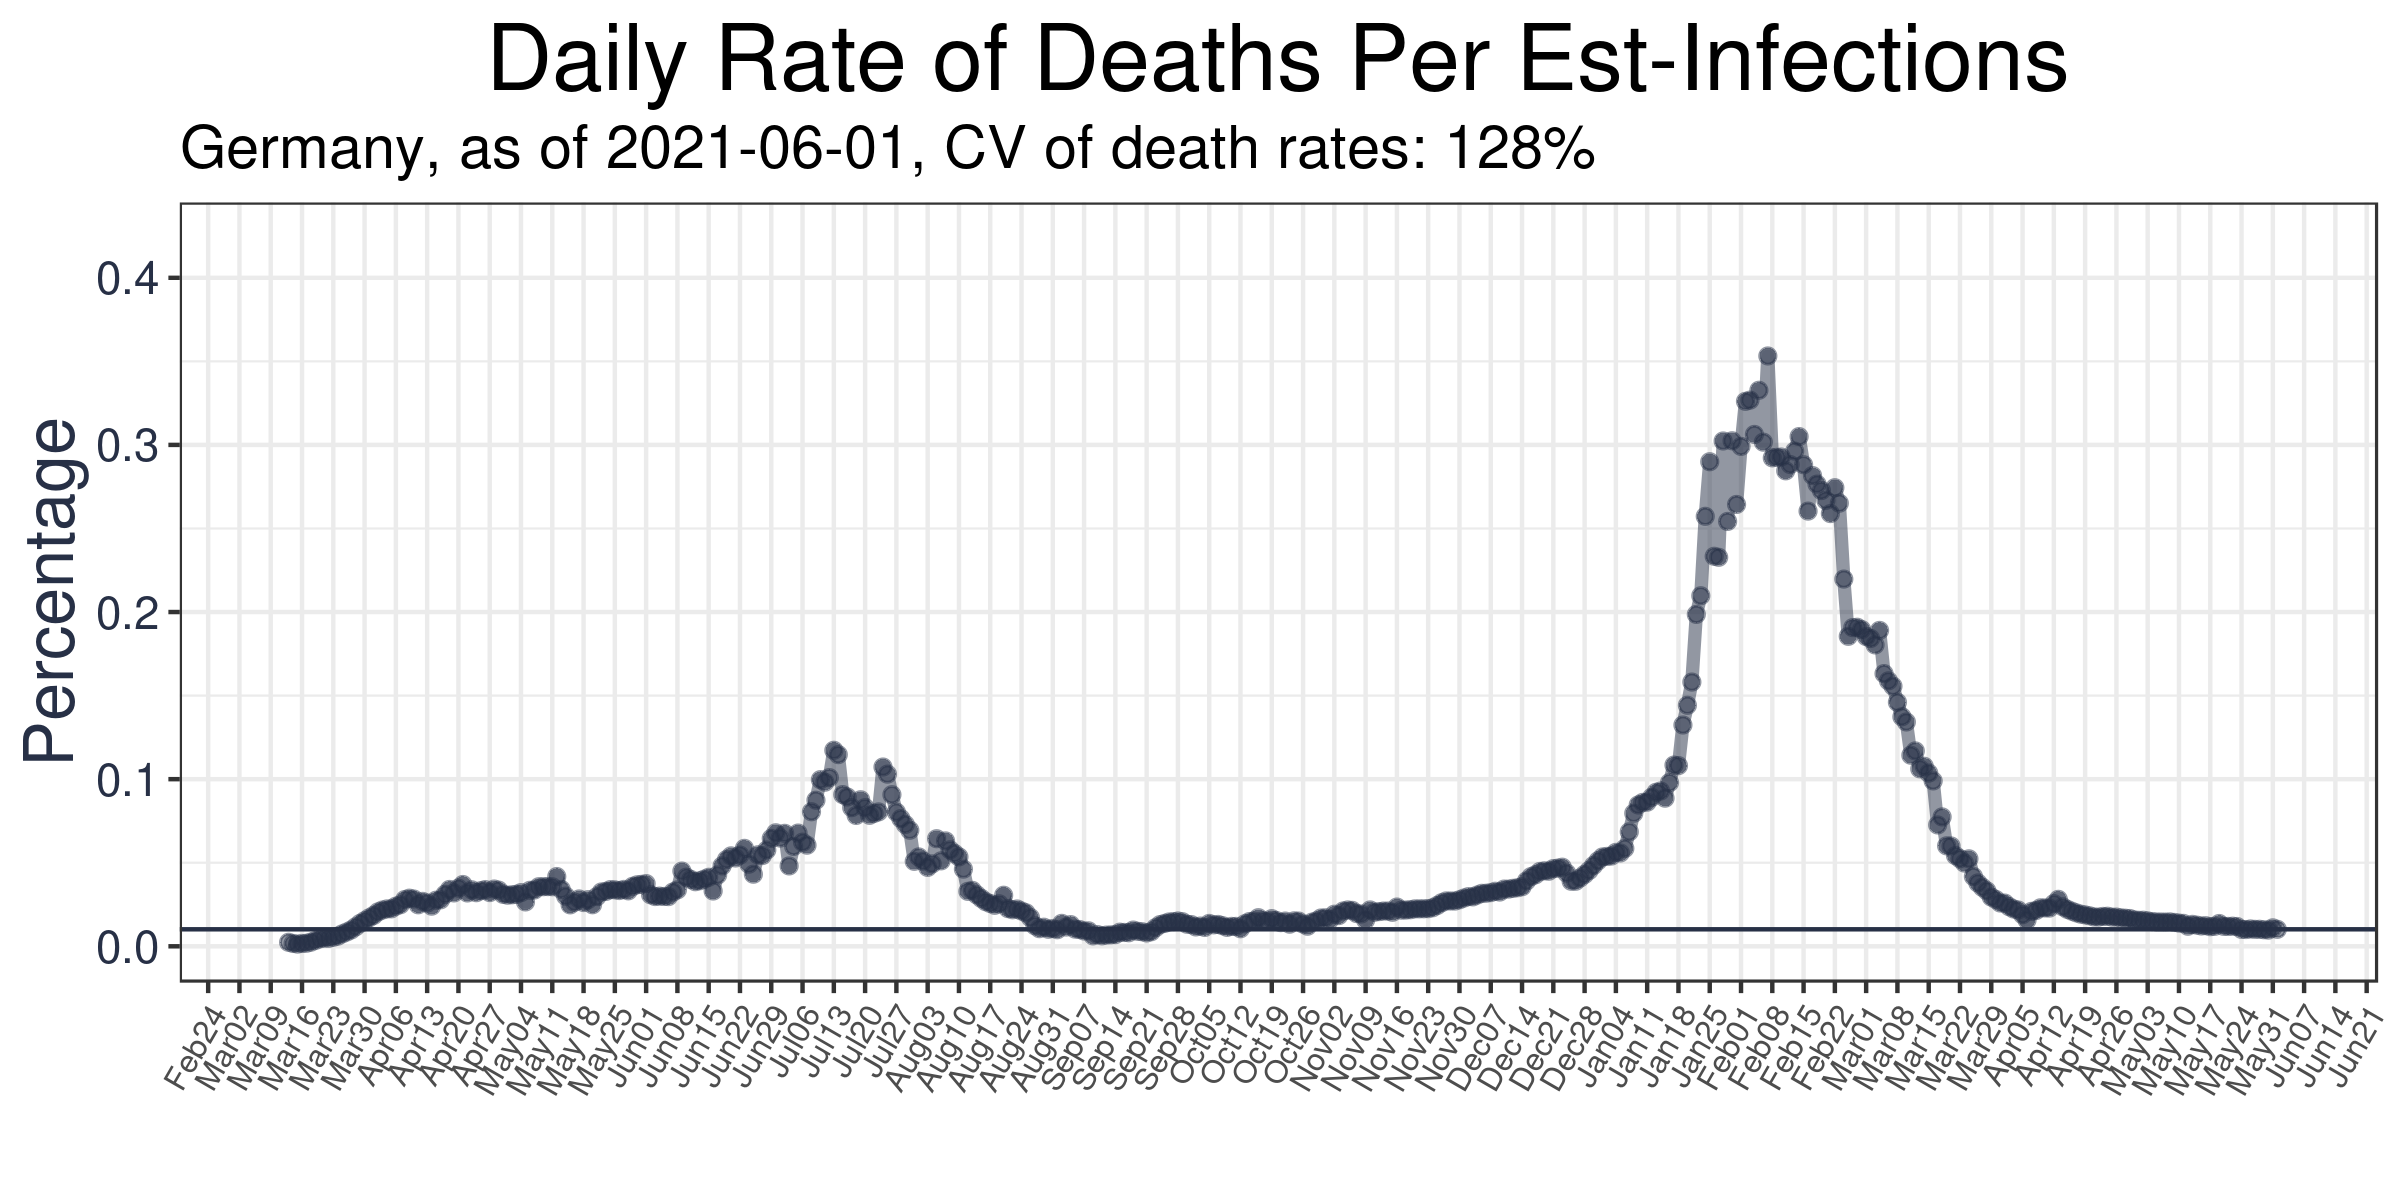 Daily Rate of Deaths Per Est-Infections
Germany, as of 2021-06-01, CV of death rates: 128%
Percentage
0.4
0.3
0.2
0.1
0.0
Feb24
Mar02
Mar09
Mar16
Mar23
Mar30
Apr06
Apr13
Apr20
Apr27
May04
May11
May18
May25
Jun01
Jun08
Jun15
Jun22
Jun29
Jul06
Jul13
Jul20
Jul27
Aug03
Aug10
Aug17
Aug24
Aug31
Sep07
Sep14
Sep21
Sep28
Oct05
Oct12
Oct19
Oct26
Nov02
Nov09
Nov16
Nov23
Nov30
Dec07
Dec14
Dec21
Dec28
Jan04
Jan11
Jan18
Jan25
Feb01
Feb08
Feb15
Feb22
Mar01
Mar08
Mar15
Mar22
Mar29
Apr05
Apr12
Apr19
Apr26
May03
May10
May17
May24
May31
Jun07
Jun14
Jun21